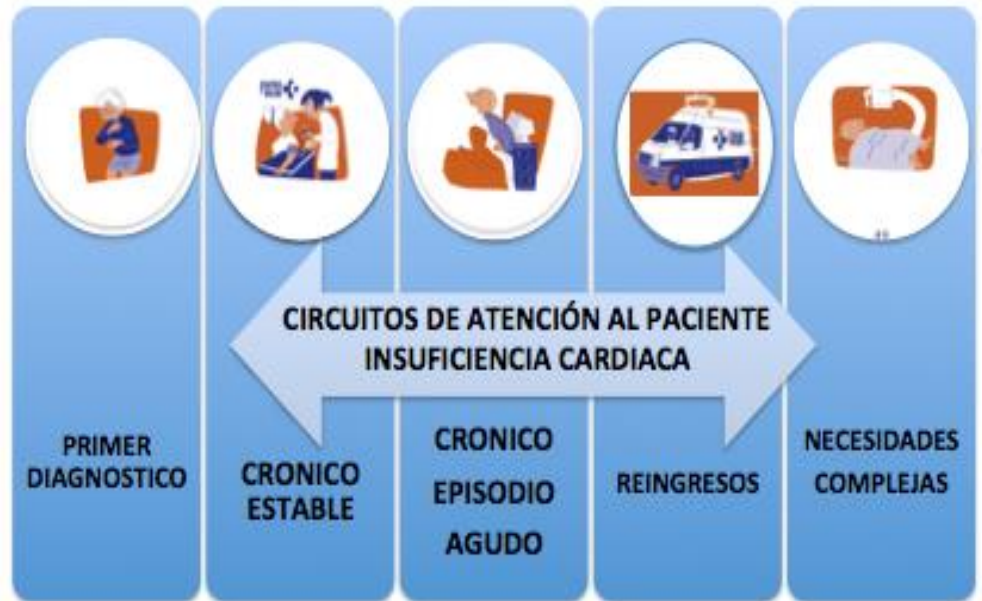 CIRCUITOS DE ATENCIÓN AL PACIENTE
INSUFICIENCIA CARDIACA
PRIMER
DIAGNOSTICO
CRONICO
ESTABLE
CRONICO
EPISODIO
AGUDO
REINGRESOS
NECESIDADES
COMPLEJAS